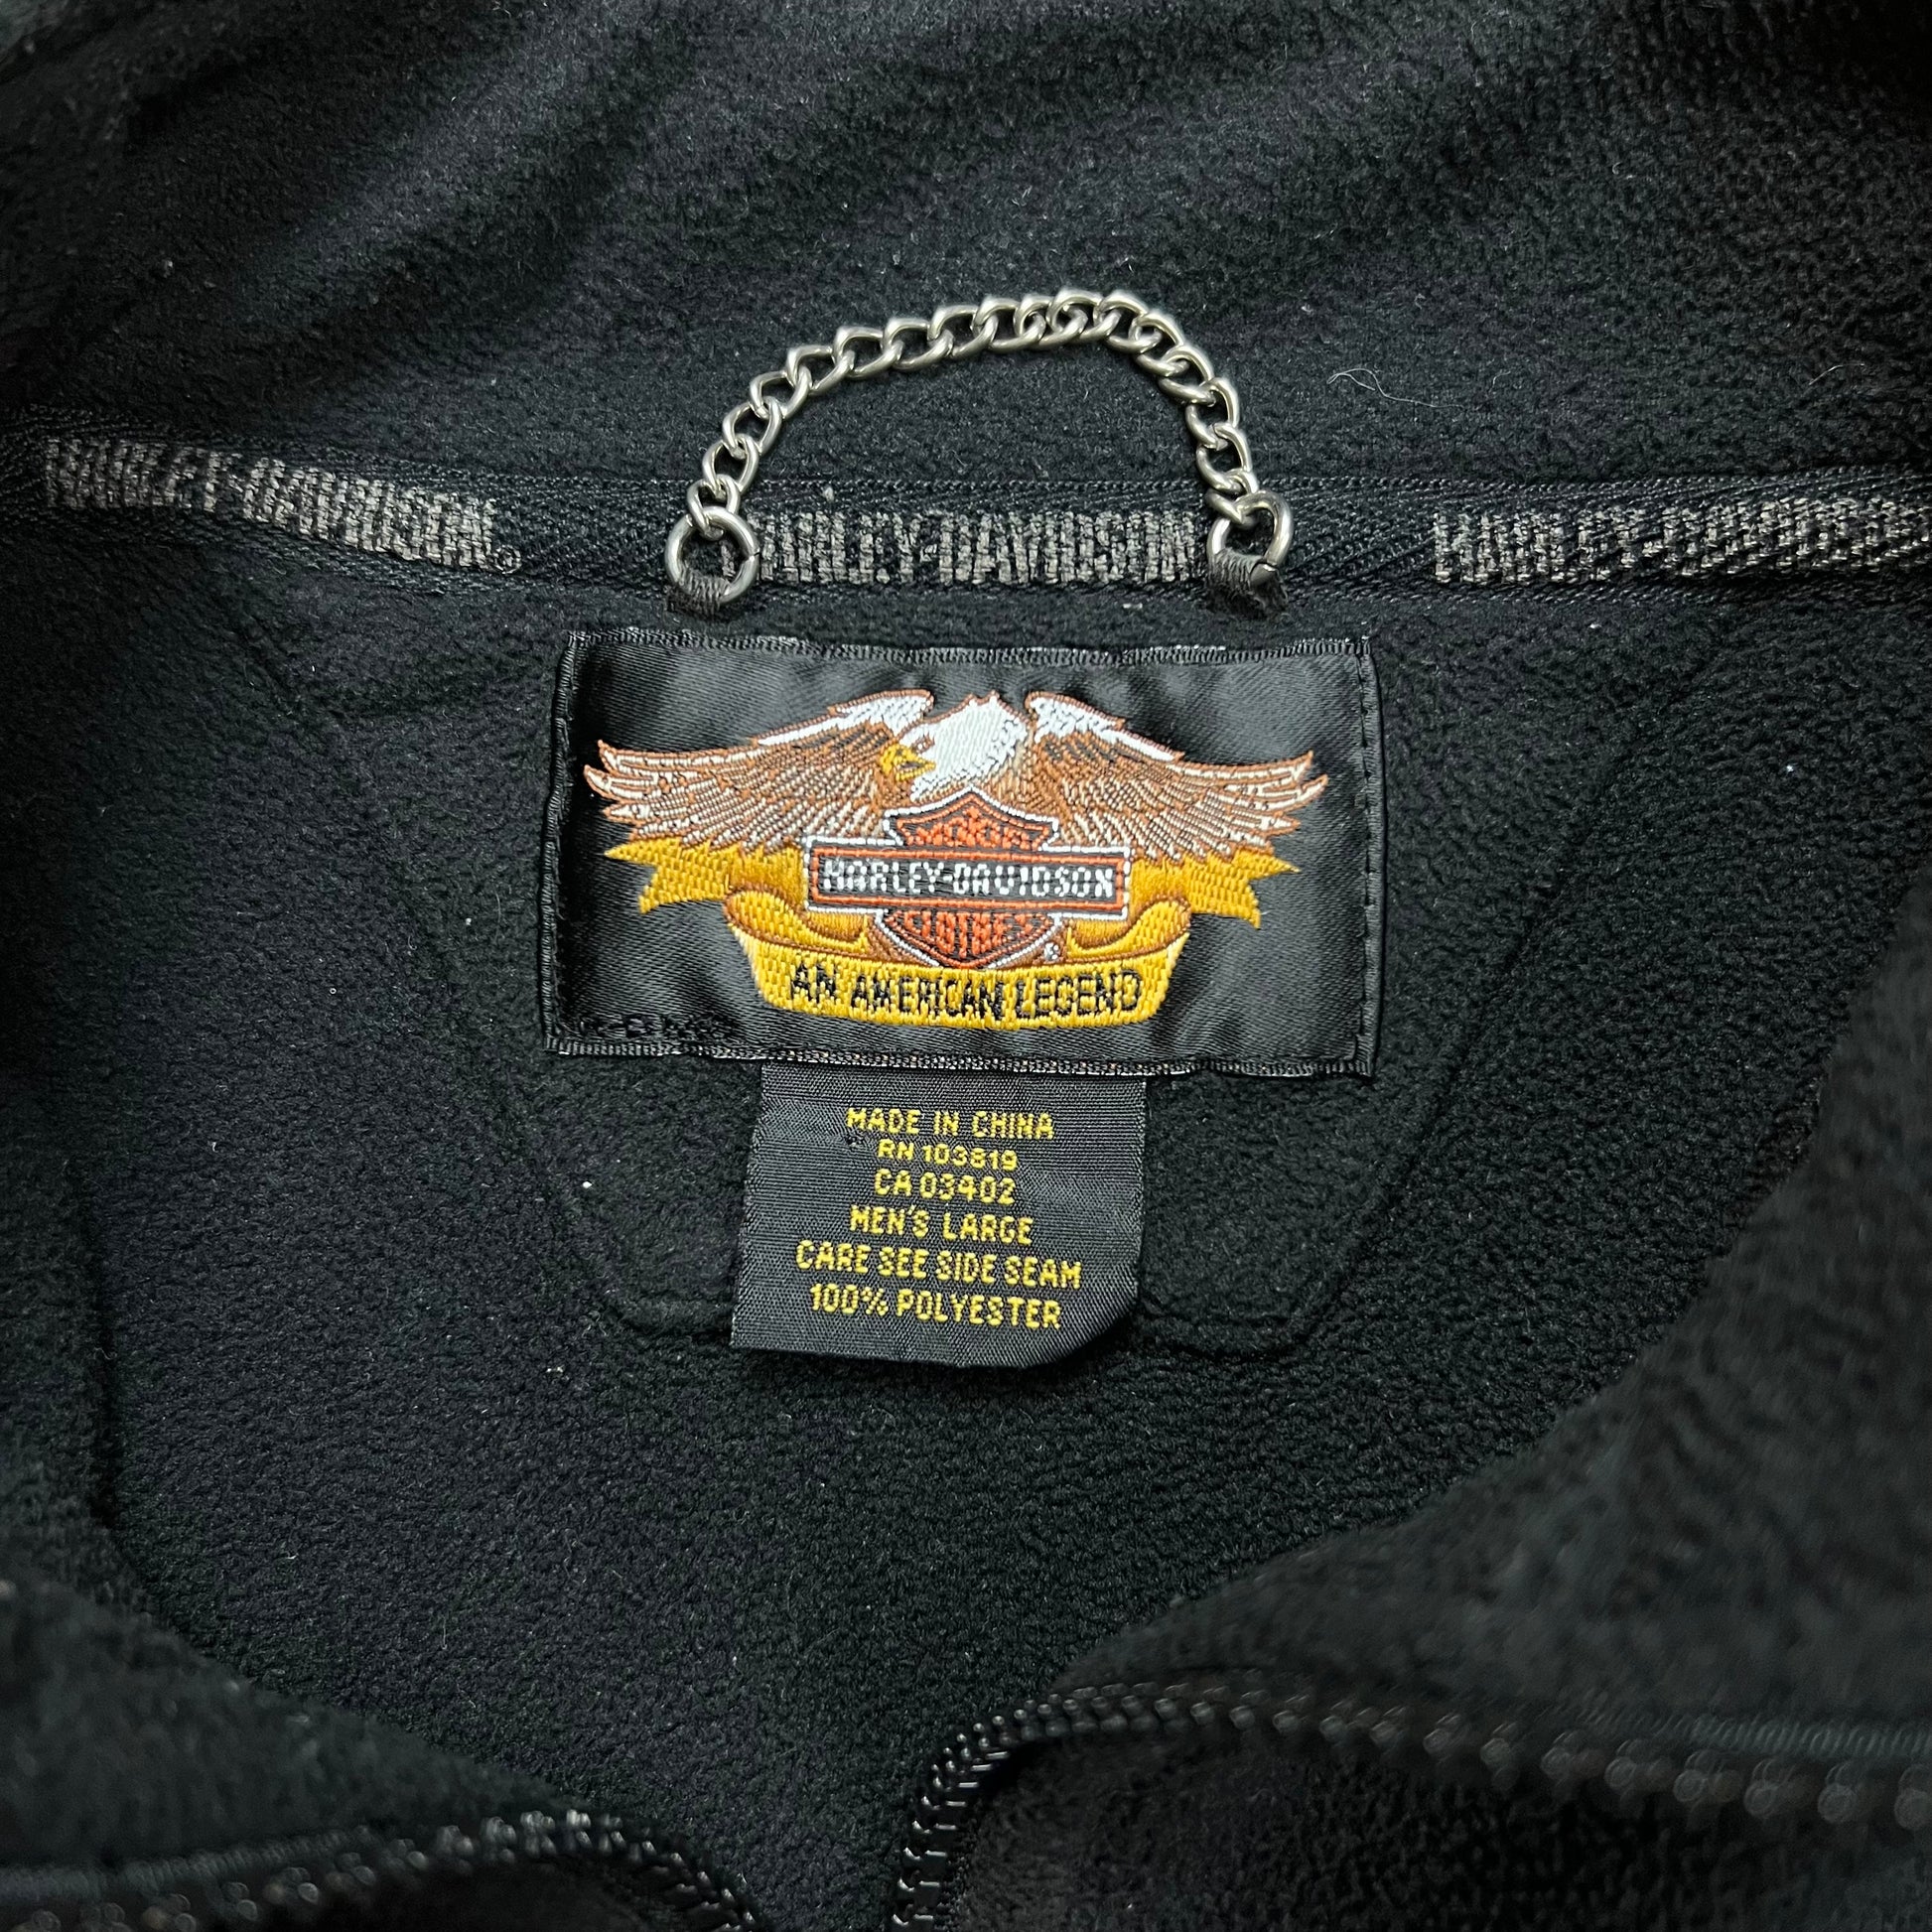 HARLEY-DAVIDSON
HARLEY-DAVIDSON
HARLEY-DAVIDSON
MOTOR
HARLEY-DAVIDSON
CLOTHES
®
AN AMERICAN LEGEND
MADE IN CHINA
RN 103819
CA 03402
MEN'S LARGE
CARE SEE SIDE SEAM
100% POLYESTER